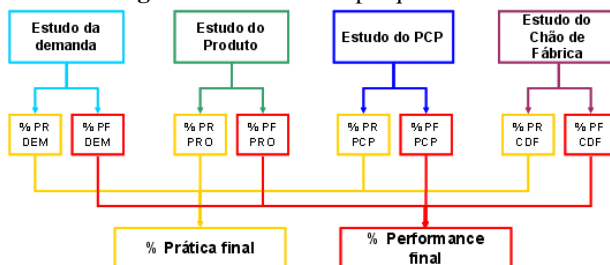 Estudo da
demanda
Estudo do
Produto
Estudo do PCP
Estudo do
Chão de
Fábrica
% PR
DEM
% PF
DEM
% PR
PRO
% PF
PRO
% PR
PCP
% PF
PCP
% PR
CDF
% PF
CDF
% Prática final
% Performance
final